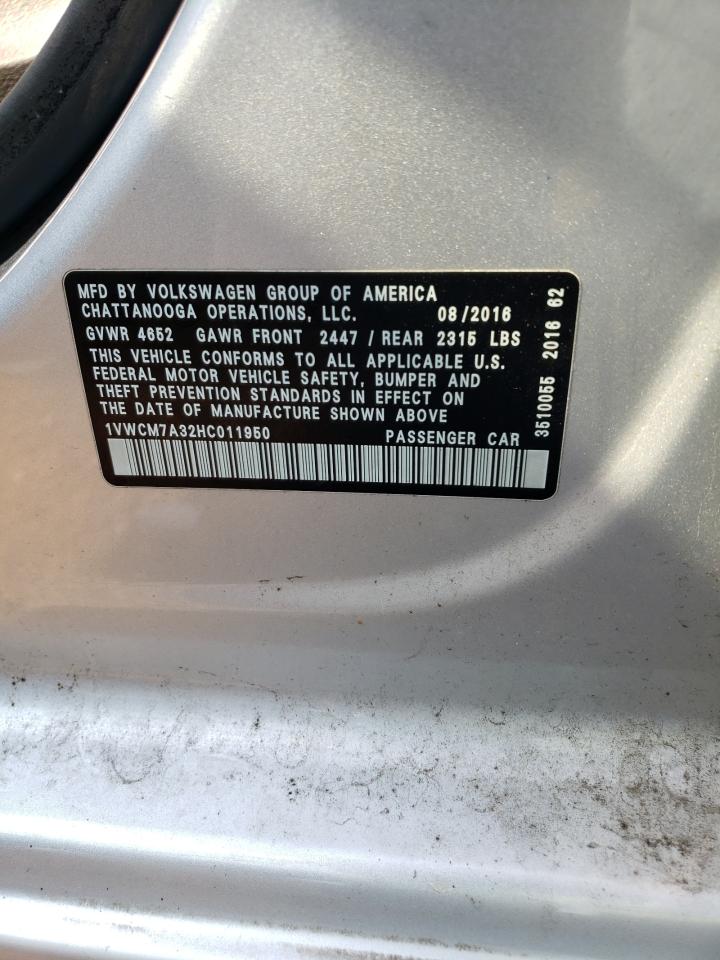 MFD BY VOLKSWAGEN GROUP OF AMERICA
CHATTANOOGA OPERATIONS, LLC. 08/2016
GVWR 4652 GAWR FRONT 2447 / REAR 2315 LBS
THIS VEHICLE CONFORMS TO ALL APPLICABLE U.S.
FEDERAL MOTOR VEHICLE SAFETY, BUMPER AND
THEFT PREVENTION STANDARDS IN EFFECT ON
THE DATE OF MANUFACTURE SHOWN ABOVE
1VWCM7A32HC011950 PASSENGER CAR
3510055 2016 62